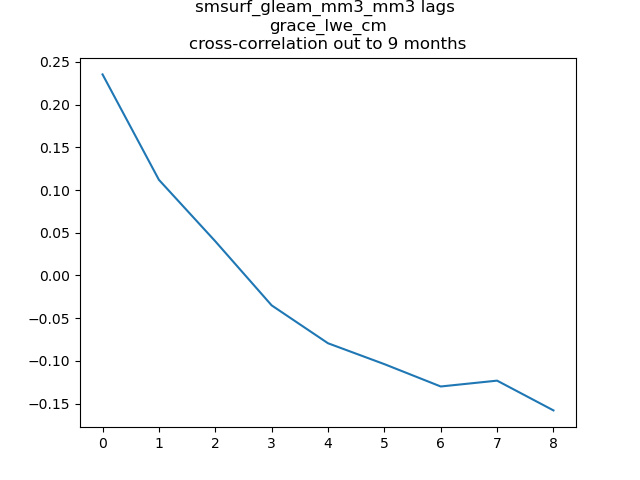 smsurf_gleam_mm3_mm3 lags
grace_lwe_cm
cross-correlation out to 9 months
0.25
0.20
0.15
0.10
0.05
0.00
−0.05
−0.10
−0.15
0 1 2 3 4 5 6 7 8